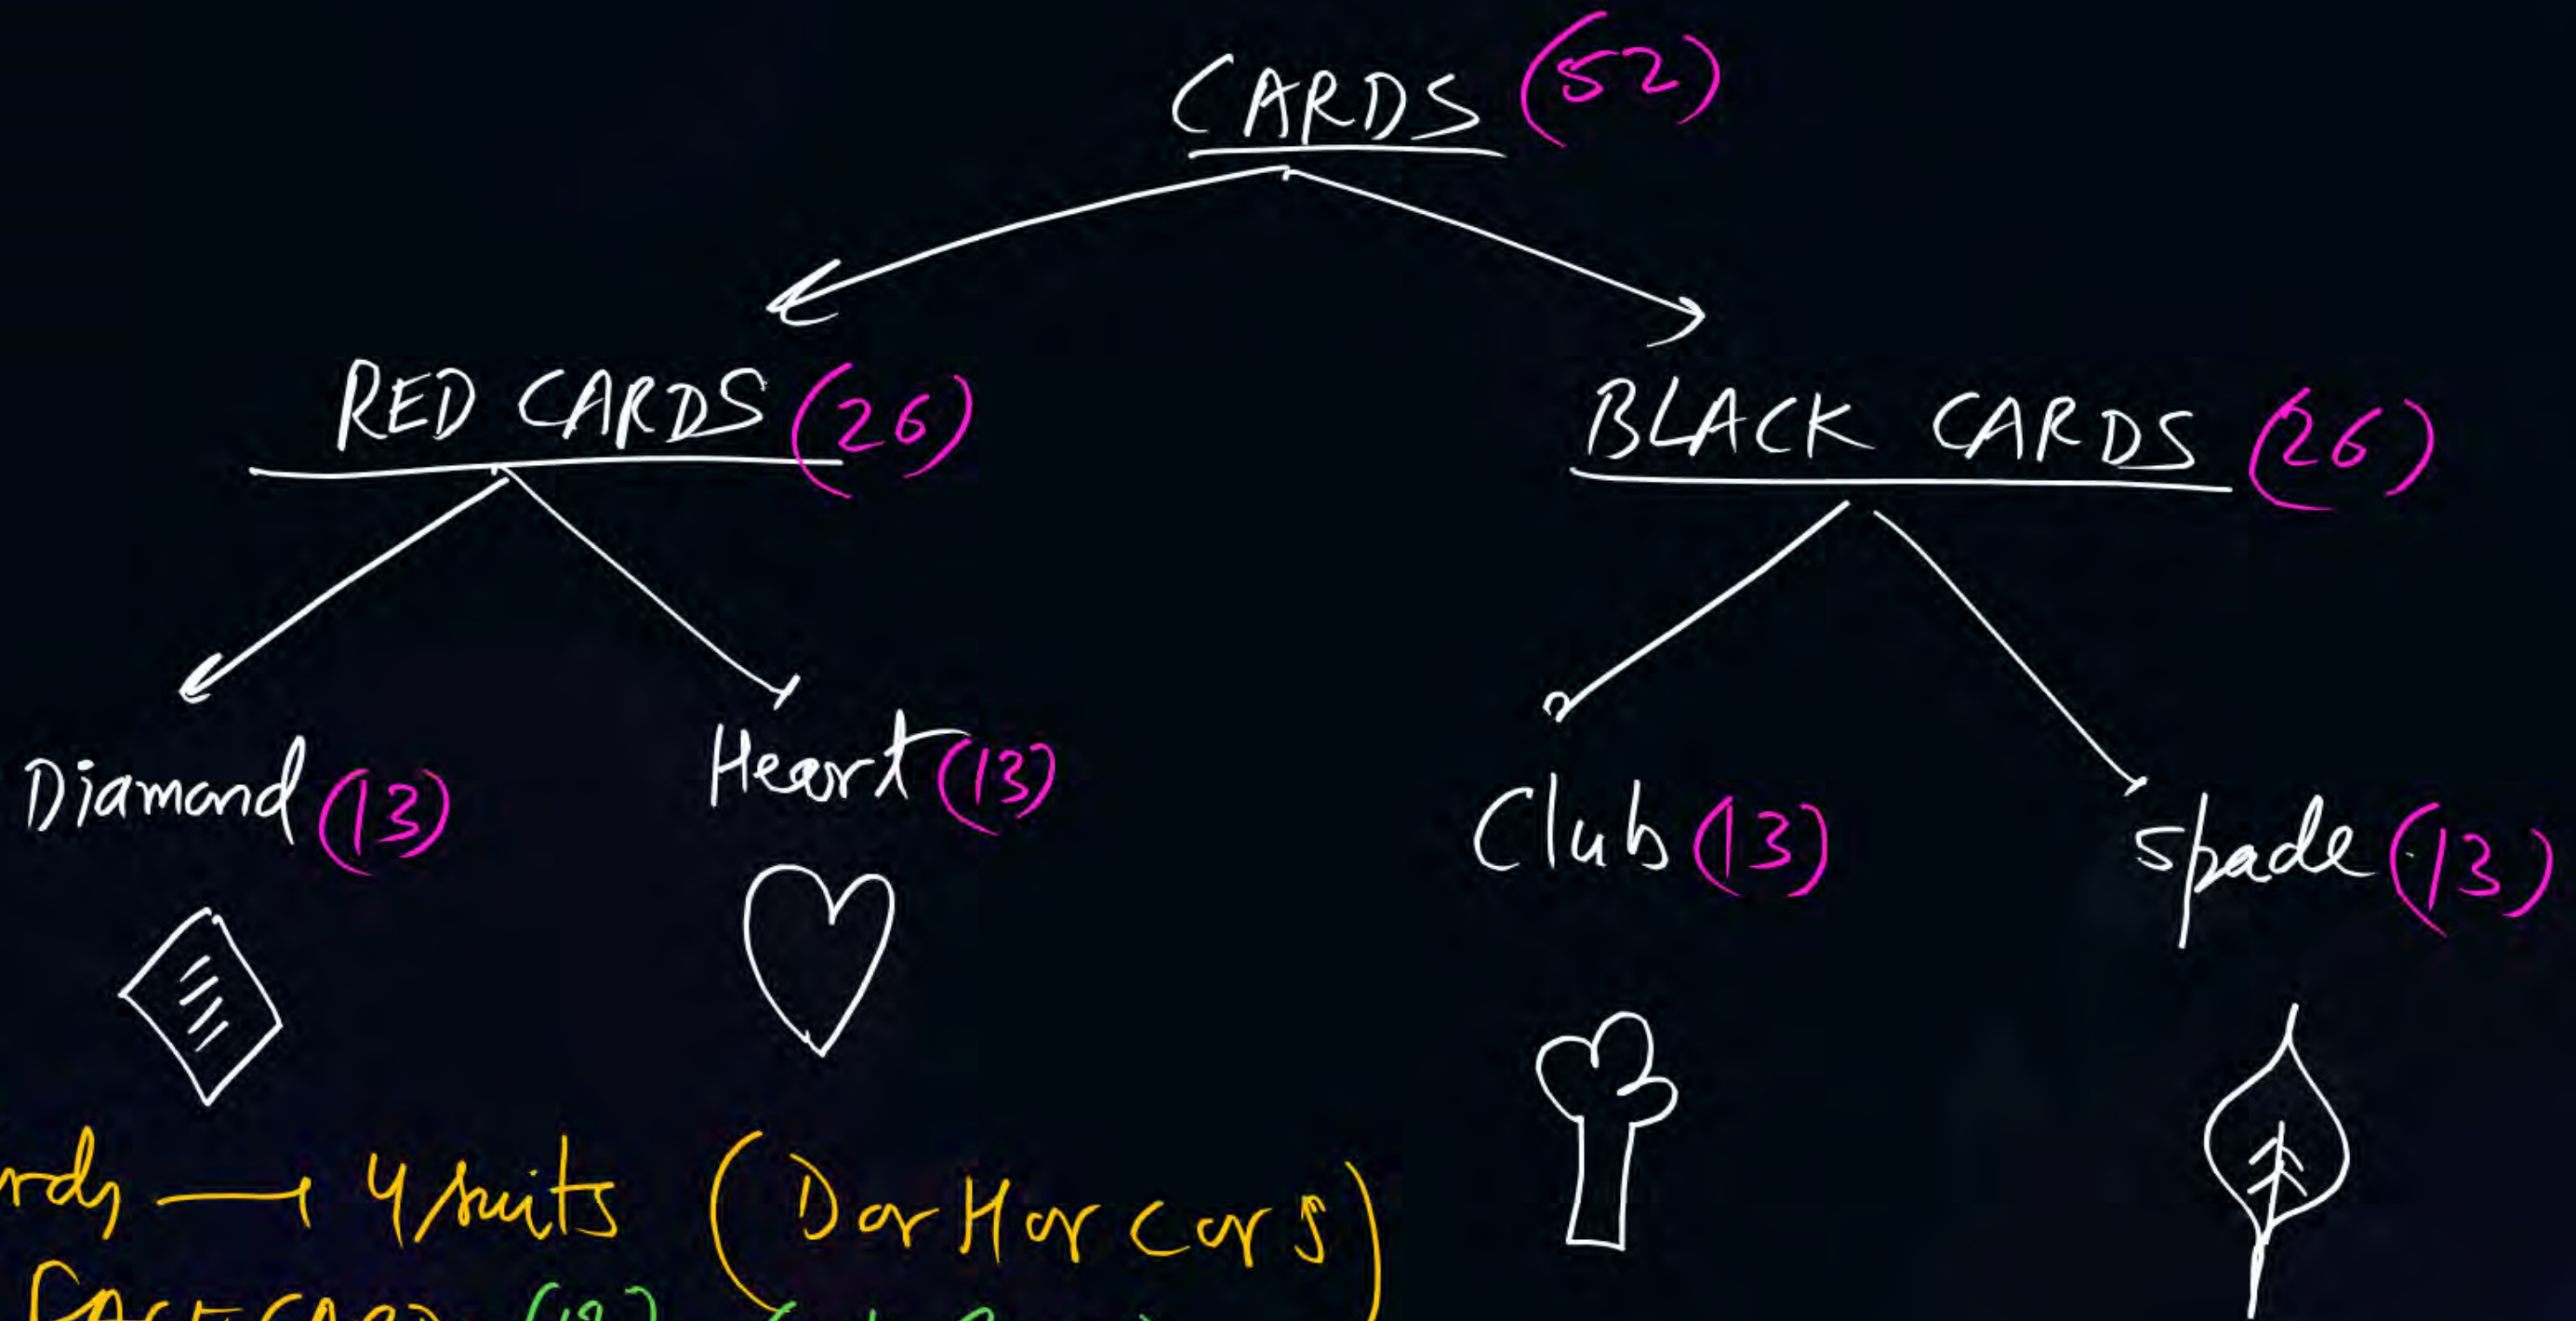 CARDS (52)
RED CARDS (26) BLACK CARDS (26)
Diamond (13) Heart (13) Club (13) Spade (13)
4 suits (D or H or C or S)